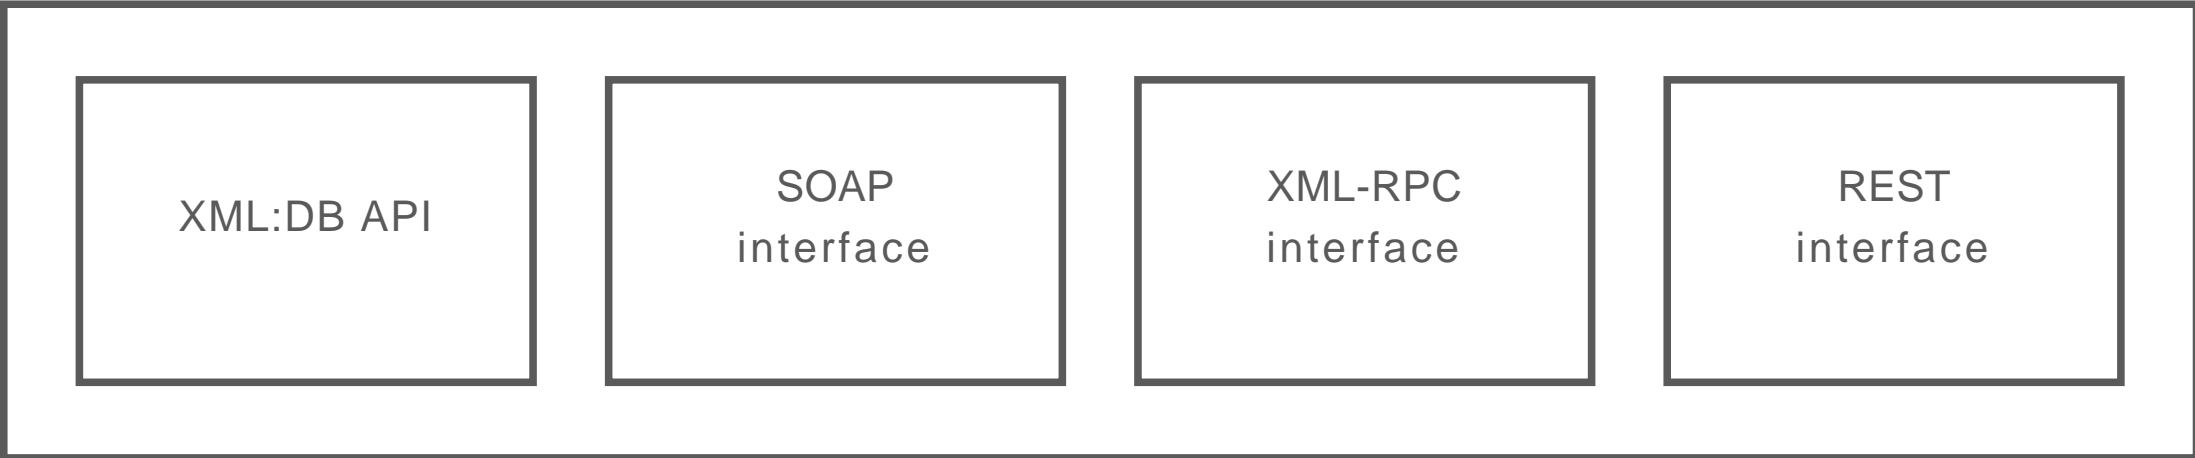 XML:DB API
SOAP
interface
XML-RPC
interface
REST
interface